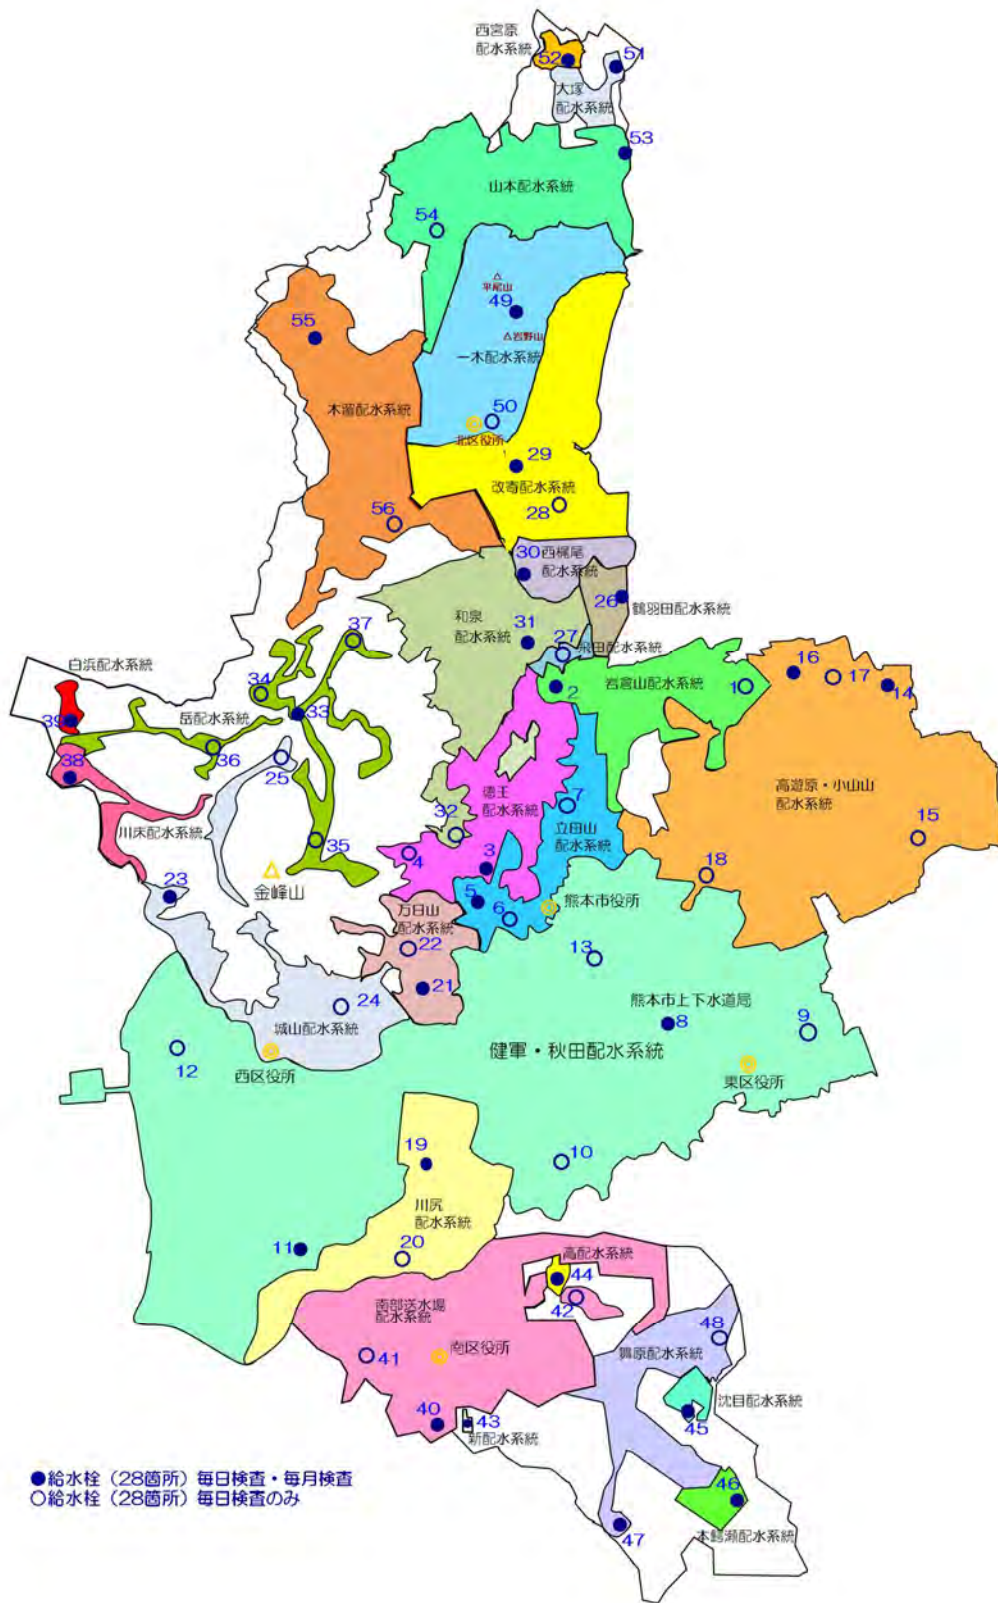 西宮原
配水系統
52
51
大塚
配水系統
53
山本配水系統
54
平尾山
49
岩野山
一木配水系統
55
木留配水系統
50
北区役所
29
改寄配水系統
28
56
30
西梶尾
配水系統
26
鶴羽田配水系統
和泉
配水系統
31
27
飛田配水系統
37
白浜配水系統
34
33
39
岳配水系統
36
25
38
川床配水系統
35
金峰山
23
2
岩倉山配水系統
1
16
17
14
高遊原・小山山
配水系統
15
18
徳王
配水系統
32
7
立田山
配水系統
4
3
5
6
熊本市役所
万日山
配水系統
22
21
13
24
城山配水系統
西区役所
12
熊本市上下水道局
8
9
健軍・秋田配水系統
東区役所
10
19
川尻
配水系統
20
11
高配水系統
44
42
南部送水場
配水系統
41
南区役所
40
43
新配水系統
48
舞原配水系統
沈目配水系統
45
46
47
●給水栓（28箇所）毎日検査・毎月検査
○給水栓（28箇所）毎日検査のみ